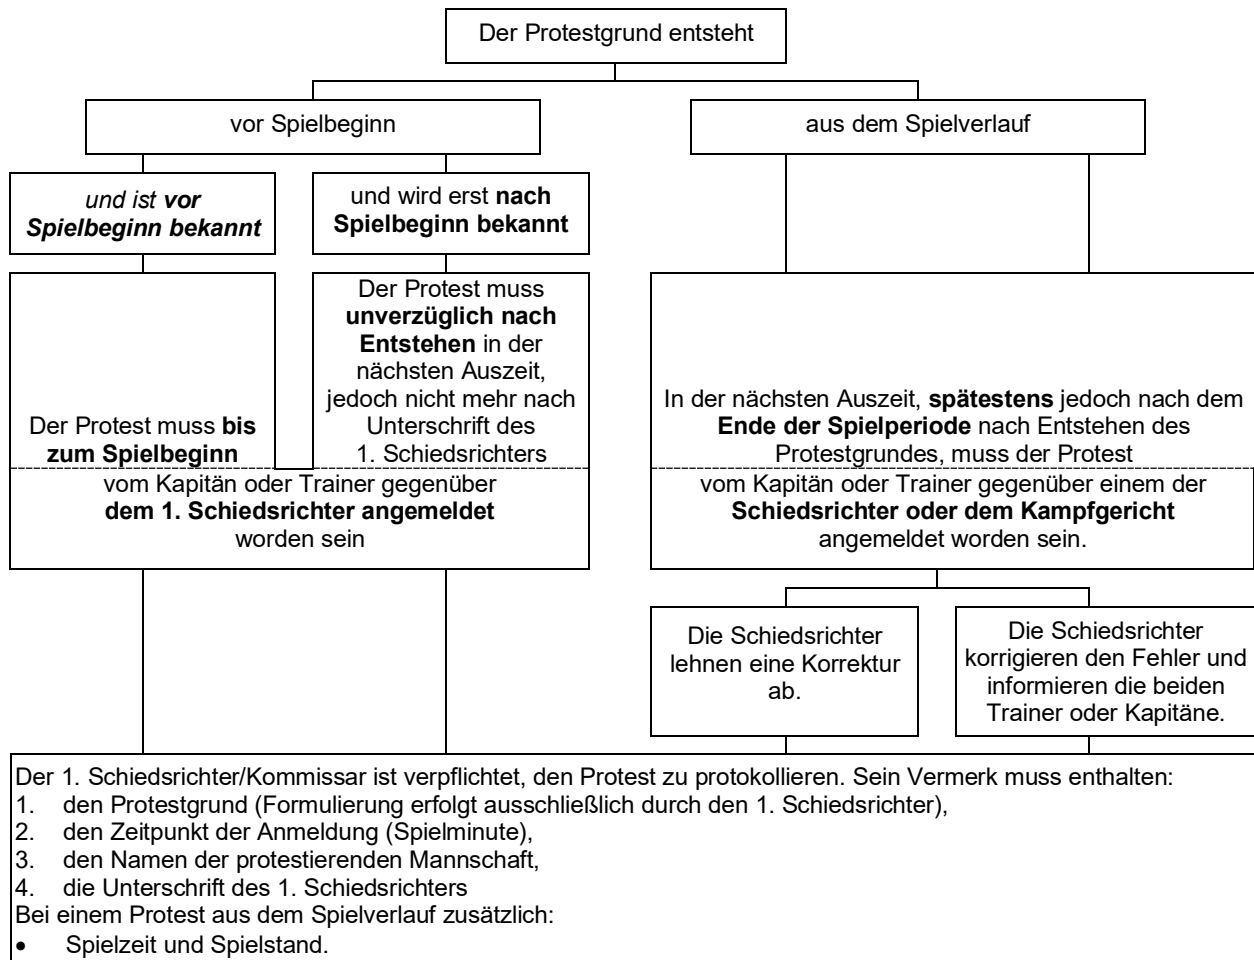 Der Protestgrund entsteht
vor Spielbeginn
aus dem Spielverlauf
und ist vor
Spielbeginn bekannt
und wird erst nach
Spielbeginn bekannt
Der Protest muss bis
zum Spielbeginn
Der Protest muss
unverzüglich nach
Entstehen in der
nächsten Auszeit,
jedoch nicht mehr nach
Unterschrift des
1. Schiedsrichters
vom Kapitän oder Trainer gegenüber
dem 1. Schiedsrichter angemeldet
worden sein
In der nächsten Auszeit, spätestens jedoch nach dem
Ende der Spielperiode nach Entstehen des
Protestgrundes, muss der Protest
vom Kapitän oder Trainer gegenüber einem der
Schiedsrichter oder dem Kampfgericht
angemeldet worden sein.
Die Schiedsrichter
lehnen eine Korrektur
ab.
Die Schiedsrichter
korrigieren den Fehler und
informieren die beiden
Trainer oder Kapitäne.
Der 1. Schiedsrichter/Kommissar ist verpflichtet, den Protest zu protokollieren. Sein Vermerk muss enthalten:
1. den Protestgrund (Formulierung erfolgt ausschließlich durch den 1. Schiedsrichter),
2. den Zeitpunkt der Anmeldung (Spielminute),
3. den Namen der protestierenden Mannschaft,
4. die Unterschrift des 1. Schiedsrichters
Bei einem Protest aus dem Spielverlauf zusätzlich:
• Spielzeit und Spielstand.